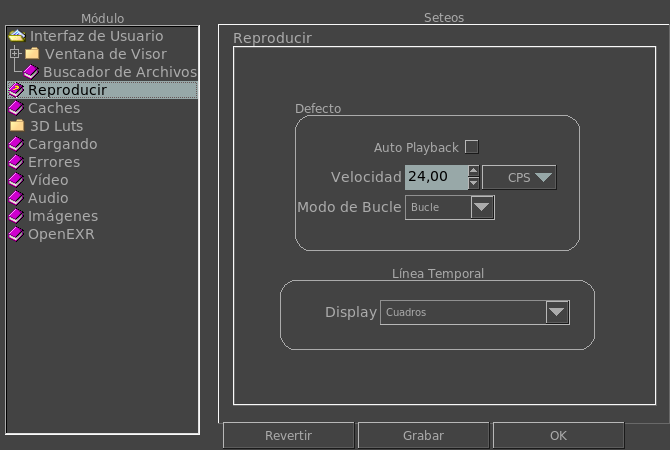 Módulo
Interfaz de Usuario
Ventana de Visor
Buscador de Archivos
Reproducir
Caches
3D Luts
Cargando
Errores
Vídeo
Audio
Imágenes
OpenEXR
Seteos
Reproducir
Defecto
Auto Playback
Velocidad 24,00 CPS
Modo de Bucle Bucle
Línea Temporal
Display Cuadros
Revertir Grabar OK